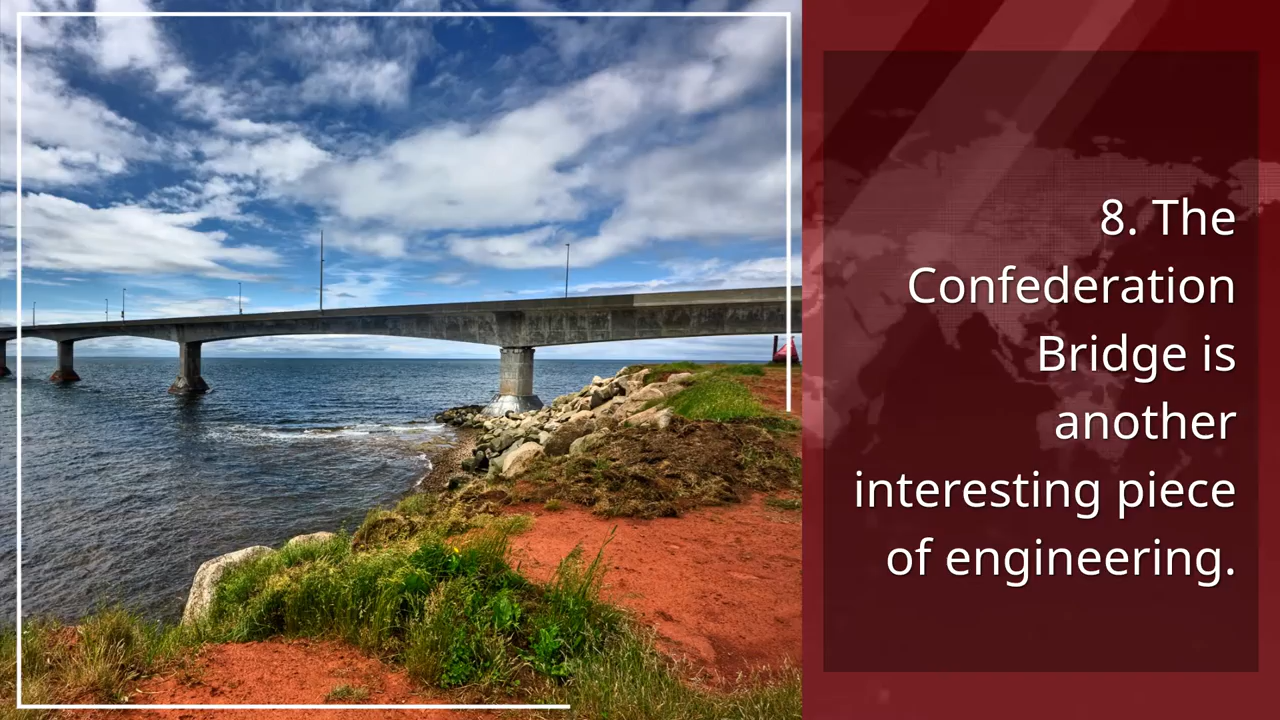 8. The
Confederation
Bridge is
another
interesting piece
of engineering.